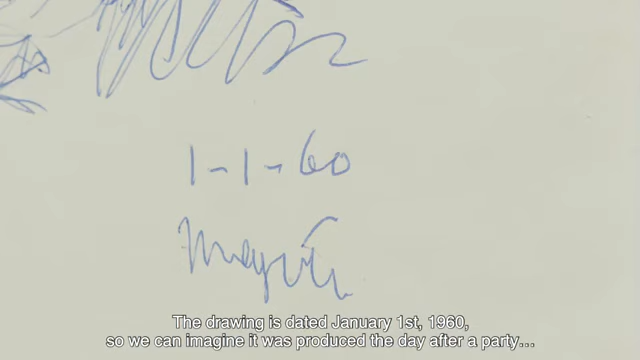 1-1-60
Magritte
The drawing is dated January 1st, 1960,
so we can imagine it was produced the day after a party…